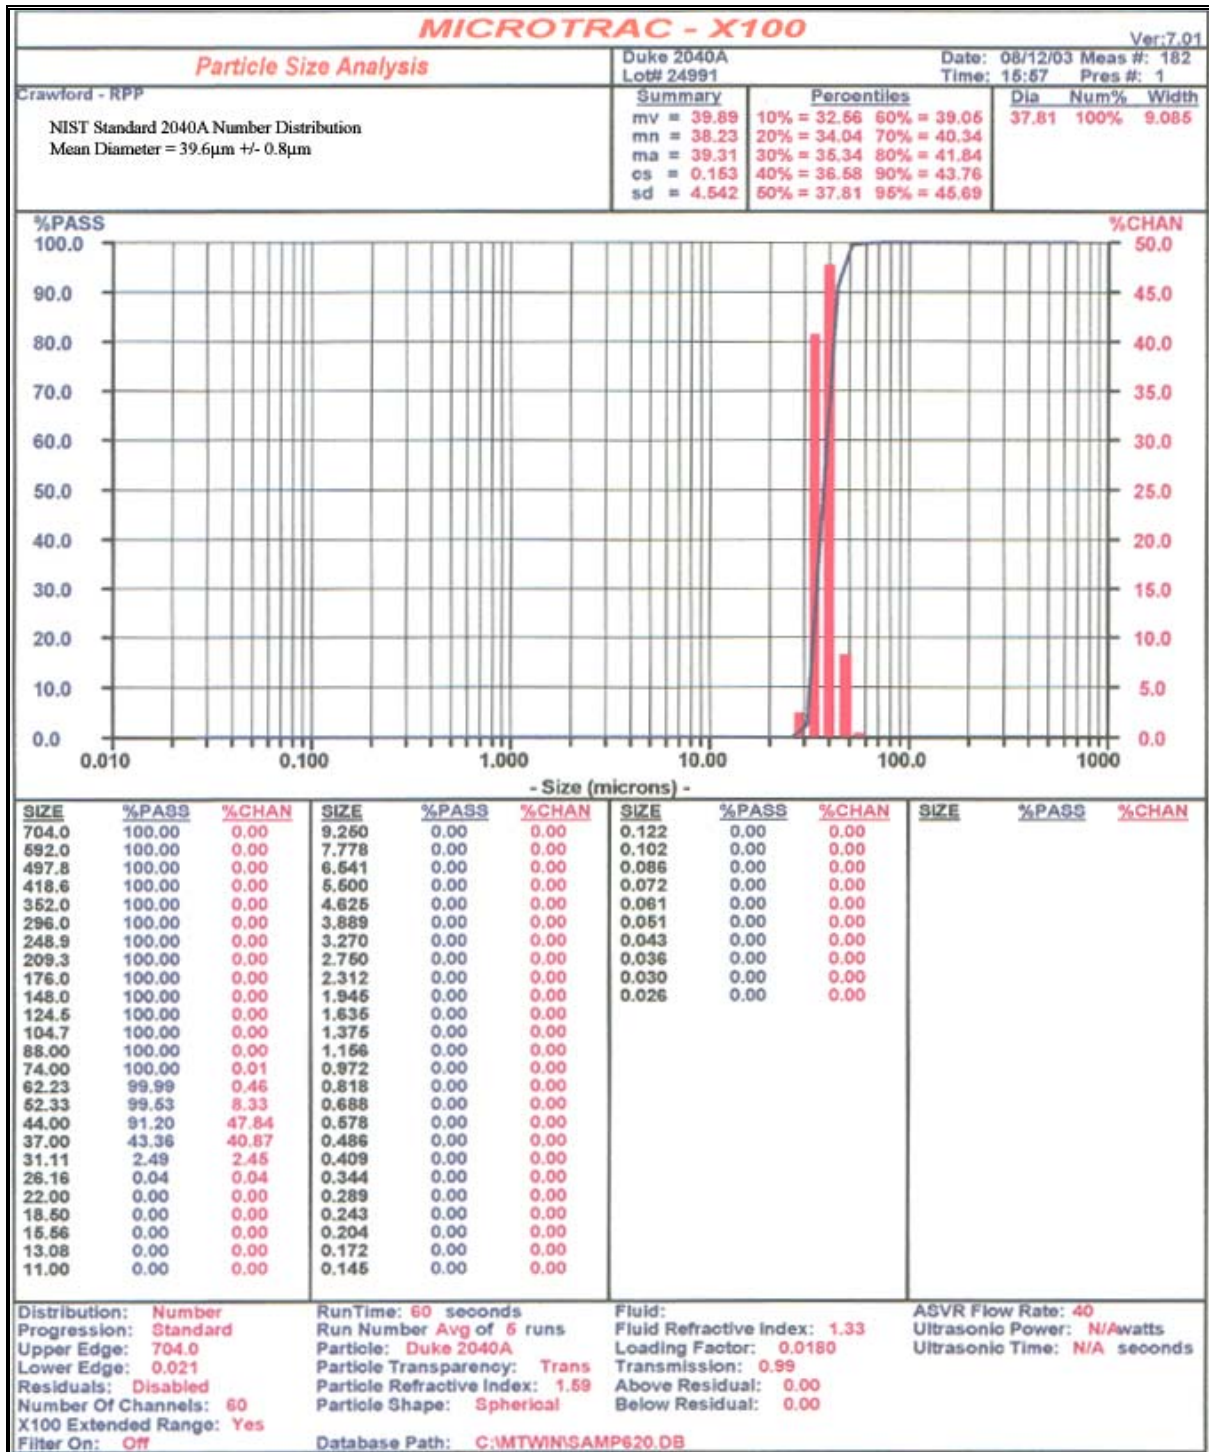 MICROTRAC - X100
Ver:7.01
Particle Size Analysis
Duke 2040A
Lot# 24991
Date: 08/12/03 Meas #: 182
Time: 15:57 Pres #: 1
Crawford - RPP
NIST Standard 2040A Number Distribution
Mean Diameter = 39.6µm +/- 0.8µm
Summary
mv = 39.89
mn = 38.23
ma = 39.31
cs = 0.153
sd = 4.542
Percentiles
10% = 32.56 60% = 39.05
20% = 34.04 70% = 40.34
30% = 35.34 80% = 41.84
40% = 36.58 90% = 43.76
50% = 37.81 95% = 45.69
Dia Num% Width
37.81 100% 9.085
%PASS
%CHAN
100.0 50.0
90.0 45.0
80.0 40.0
70.0 35.0
60.0 30.0
50.0 25.0
40.0 20.0
30.0 15.0
20.0 10.0
10.0 5.0
0.0 0.0
0.010 0.100 1.000 10.00 100.0 1000
- Size (microns) -
SIZE %PASS %CHAN
704.0 100.00 0.00
592.0 100.00 0.00
497.8 100.00 0.00
418.6 100.00 0.00
352.0 100.00 0.00
296.0 100.00 0.00
248.9 100.00 0.00
209.3 100.00 0.00
176.0 100.00 0.00
148.0 100.00 0.00
124.5 100.00 0.00
104.7 100.00 0.00
88.00 100.00 0.00
74.00 100.00 0.01
62.23 99.99 0.46
52.33 99.53 8.33
44.00 91.20 47.84
37.00 43.36 40.87
31.11 2.49 2.45
26.16 0.04 0.04
22.00 0.00 0.00
18.50 0.00 0.00
15.56 0.00 0.00
13.08 0.00 0.00
11.00 0.00 0.00
SIZE %PASS %CHAN
9.250 0.00 0.00
7.778 0.00 0.00
6.541 0.00 0.00
5.500 0.00 0.00
4.625 0.00 0.00
3.889 0.00 0.00
3.270 0.00 0.00
2.750 0.00 0.00
2.312 0.00 0.00
1.945 0.00 0.00
1.635 0.00 0.00
1.375 0.00 0.00
1.156 0.00 0.00
0.972 0.00 0.00
0.818 0.00 0.00
0.688 0.00 0.00
0.578 0.00 0.00
0.486 0.00 0.00
0.409 0.00 0.00
0.344 0.00 0.00
0.289 0.00 0.00
0.243 0.00 0.00
0.204 0.00 0.00
0.172 0.00 0.00
0.145 0.00 0.00
SIZE %PASS %CHAN
0.122 0.00 0.00
0.102 0.00 0.00
0.086 0.00 0.00
0.072 0.00 0.00
0.061 0.00 0.00
0.051 0.00 0.00
0.043 0.00 0.00
0.036 0.00 0.00
0.030 0.00 0.00
0.026 0.00 0.00
SIZE %PASS %CHAN
Distribution: Number
Progression: Standard
Upper Edge: 704.0
Lower Edge: 0.021
Residuals: Disabled
Number Of Channels: 60
X100 Extended Range: Yes
Filter On: Off
RunTime: 60 seconds
Run Number Avg of 5 runs
Particle: Duke 2040A
Particle Transparency: Trans
Particle Refractive Index: 1.59
Particle Shape: Spherical
Database Path: C:\MTWIN\SAMP620.DB
Fluid:
Fluid Refractive Index: 1.33
Loading Factor: 0.0180
Transmission: 0.99
Above Residual: 0.00
Below Residual: 0.00
ASVR Flow Rate: 40
Ultrasonic Power: N/Awatts
Ultrasonic Time: N/A seconds